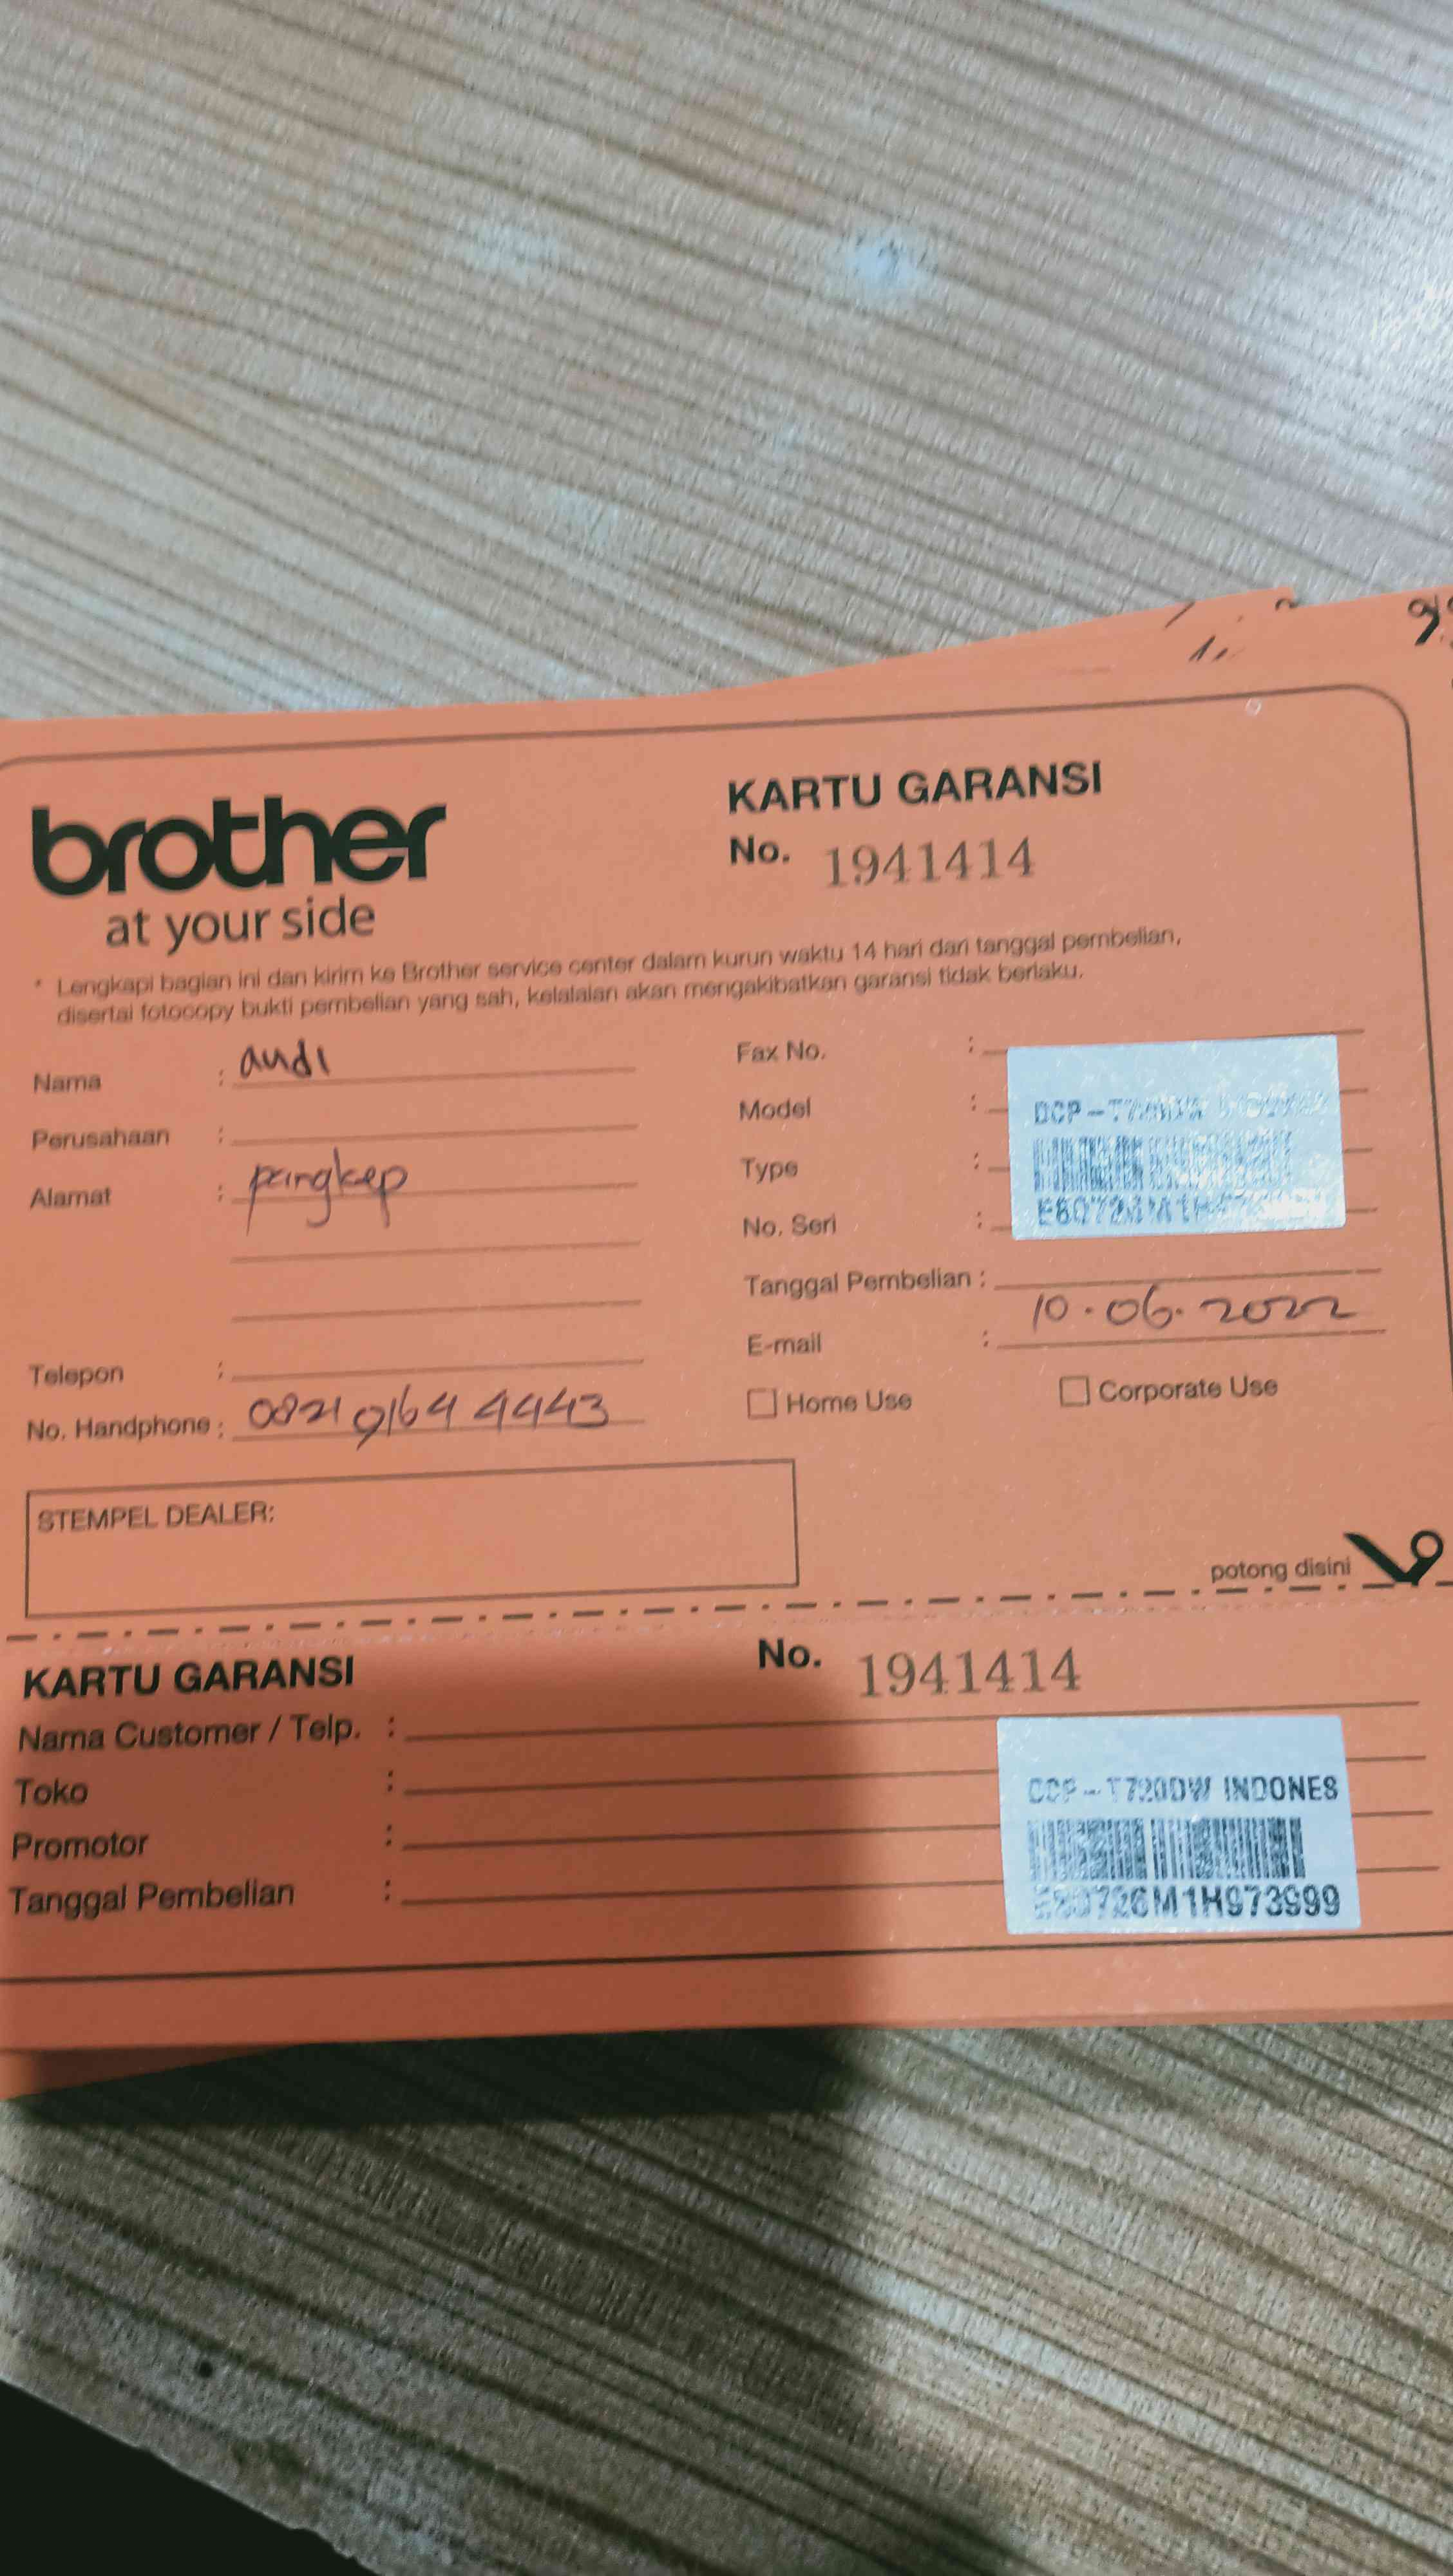 brother
at your side
KARTU GARANSI
No. 1941414
* Lengkapi bagian ini dan kirim ke Brother service center dalam kurun waktu 14 hari dari tanggal pembelian,
disertai fotocopy bukti pembelian yang sah, kelalaian akan mengakibatkan garansi tidak berlaku.
Nama : andi
Perusahaan :
Alamat : pangkep
Telepon :
No. Handphone : 0821 9164 4443
Fax No. :
Model : DCP-T720DW
Type :
No. Seri :
Tanggal Pembelian :
10.06.2022
E-mail :
Home Use
Corporate Use
STEMPEL DEALER:
potong disini
KARTU GARANSI
No. 1941414
Nama Customer / Telp. :
Toko :
Promotor :
Tanggal Pembelian :
DCP-T720DW INDONES
E80726M1H973999